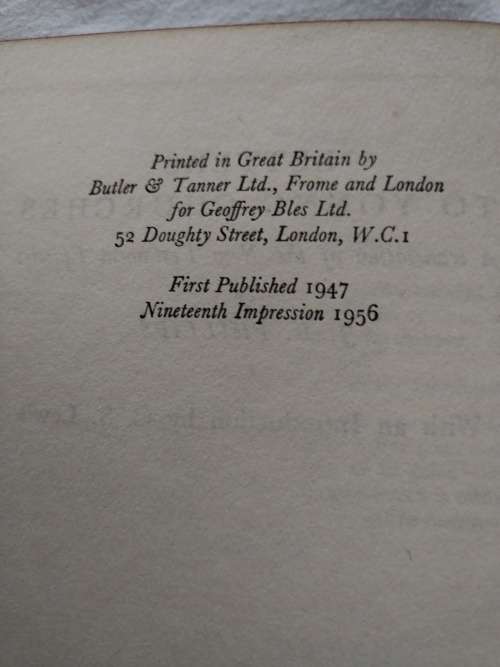 Printed in Great Britain by
Butler & Tanner Ltd., Frome and London
for Geoffrey Bles Ltd.
52 Doughty Street, London, W.C.1
First Published 1947
Nineteenth Impression 1956